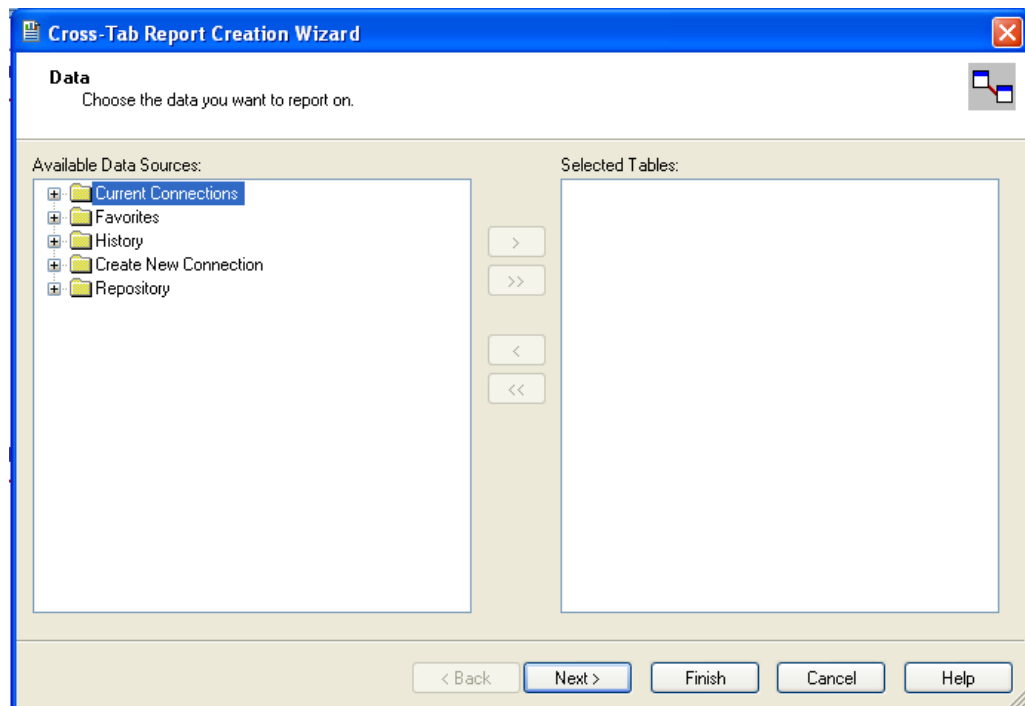 Cross-Tab Report Creation Wizard
Data
Choose the data you want to report on.
Available Data Sources:
Selected Tables:
Current Connections
Favorites
History
Create New Connection
Repository
>
>>
<
<<
< Back
Next >
Finish
Cancel
Help